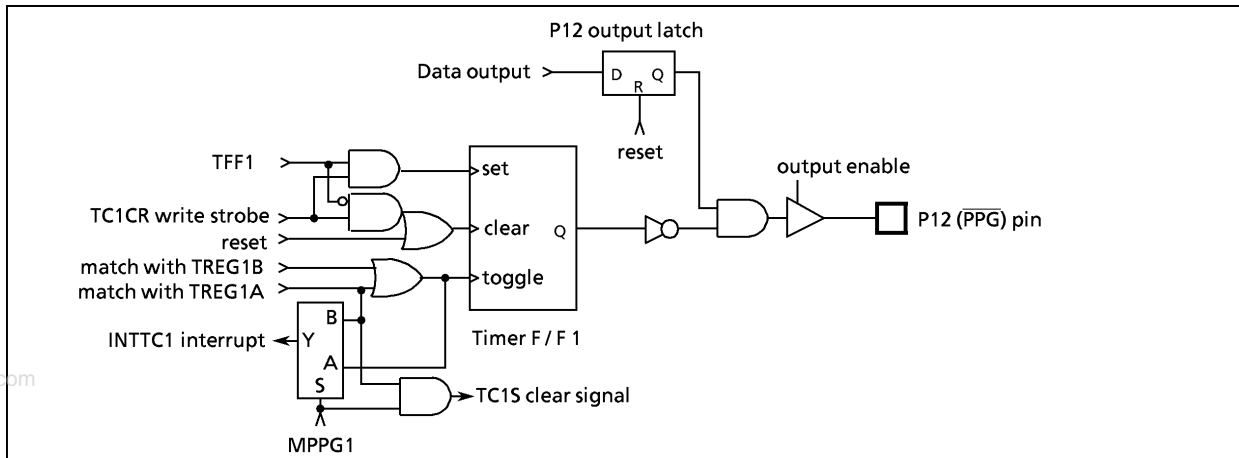 P12 output latch
Data output
D
Q
R
reset
output enable
TFF1
set
TC1CR write strobe
P12 (PPG) pin
clear
Q
reset
match with TREG1B
toggle
match with TREG1A
B
INTTC1 interrupt
Y
Timer F / F 1
A
S
com
TC1S clear signal
MPPG1